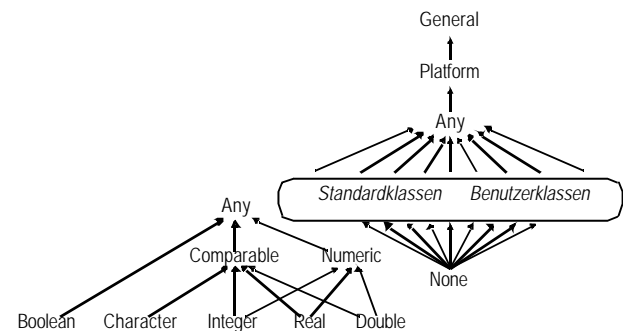 General
Platform
Any
Standardklassen Benutzerklassen
Any
Comparable Numeric
None
Boolean Character Integer Real Double